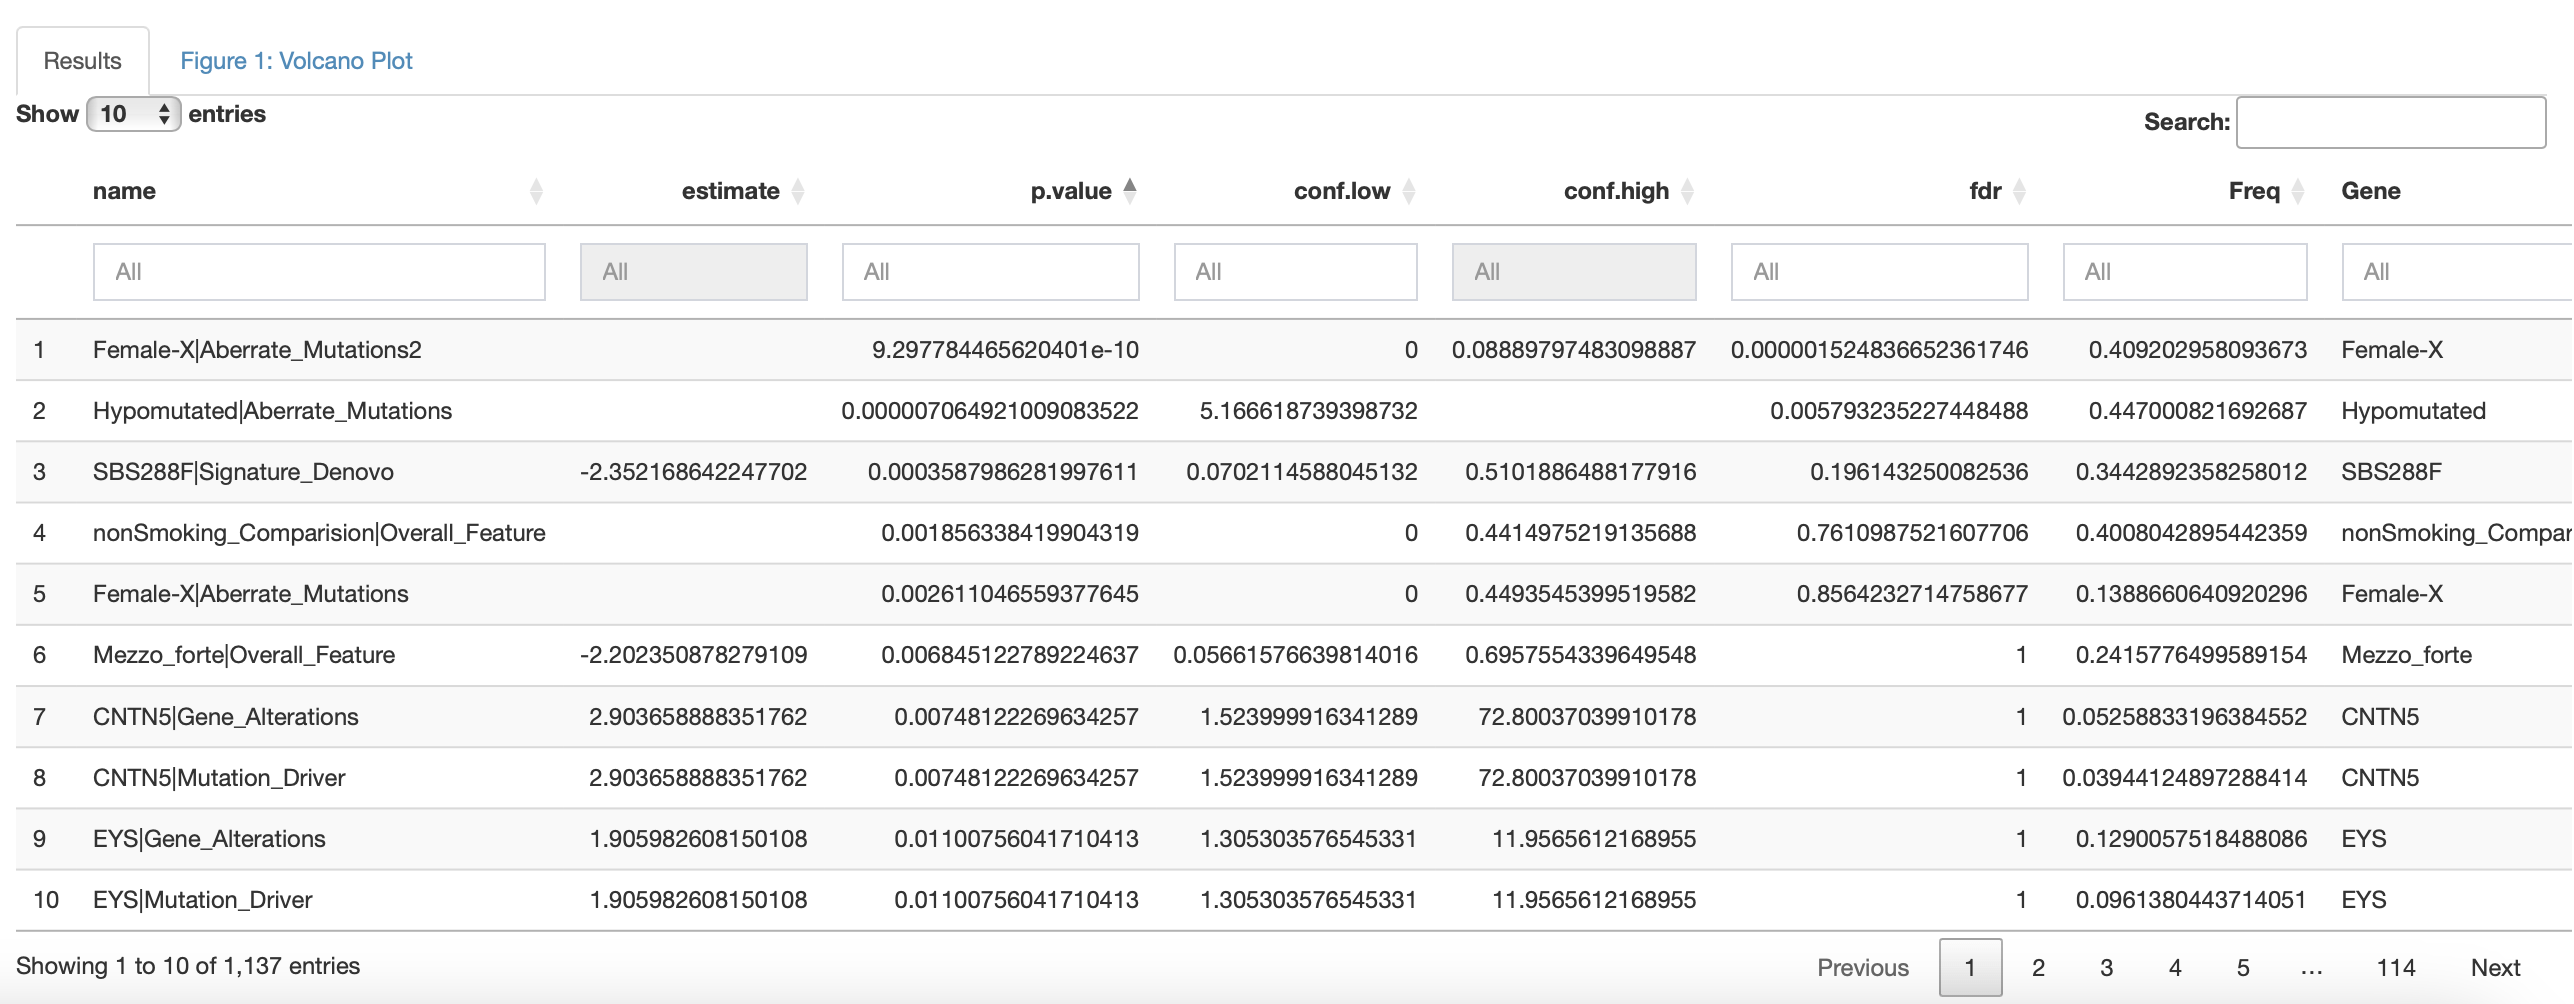 Results Figure 1: Volcano Plot
Show 10 entries Search:
name estimate p.value conf.low conf.high fdr Freq Gene
All All All All All All All All
1 Female-X|Aberrate_Mutations2 9.297784465620401e-10 0 0.08889797483098887 0.000001524836652361746 0.409202958093673 Female-X
2 Hypomutated|Aberrate_Mutations 0.000007064921009083522 5.166618739398732 0.005793235227448488 0.447000821692687 Hypomutated
3 SBS288F|Signature_Denovo -2.352168642247702 0.0003587986281997611 0.0702114588045132 0.5101886488177916 0.196143250082536 0.3442892358258012 SBS288F
4 nonSmoking_Comparision|Overall_Feature 0.001856338419904319 0 0.4414975219135688 0.7610987521607706 0.4008042895442359 nonSmoking_Compar
5 Female-X|Aberrate_Mutations 0.002611046559377645 0 0.4493545399519582 0.8564232714758677 0.1388660640920296 Female-X
6 Mezzo_forte|Overall_Feature -2.202350878279109 0.006845122789224637 0.05661576639814016 0.6957554339649548 1 0.2415776499589154 Mezzo_forte
7 CNTN5|Gene_Alterations 2.903658888351762 0.00748122269634257 1.523999916341289 72.80037039910178 1 0.05258833196384552 CNTN5
8 CNTN5|Mutation_Driver 2.903658888351762 0.00748122269634257 1.523999916341289 72.80037039910178 1 0.03944124897288414 CNTN5
9 EYS|Gene_Alterations 1.905982608150108 0.01100756041710413 1.305303576545331 11.9565612168955 1 0.1290057518488086 EYS
10 EYS|Mutation_Driver 1.905982608150108 0.01100756041710413 1.305303576545331 11.9565612168955 1 0.0961380443714051 EYS
Showing 1 to 10 of 1,137 entries Previous 1 2 3 4 5 ... 114 Next